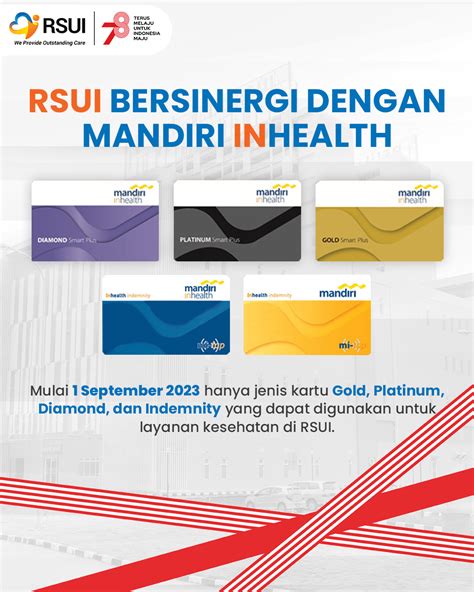 RSUI
We Provide Outstanding Care
78
TERUS
MELAJU
UNTUK
INDONESIA
MAJU
RSUI BERSINERGI DENGAN
MANDIRI INHEALTH
mandiri
inhealth
DIAMOND Smart Plus
mandiri
inhealth
PLATINUM Smart Plus
mandiri
inhealth
GOLD Smart Plus
Inhealth indemnity
mandiri
inhealth
Inhealth indemnity
mandiri
Mulai 1 September 2023 hanya jenis kartu Gold, Platinum,
Diamond, dan Indemnity yang dapat digunakan untuk
layanan kesehatan di RSUI.